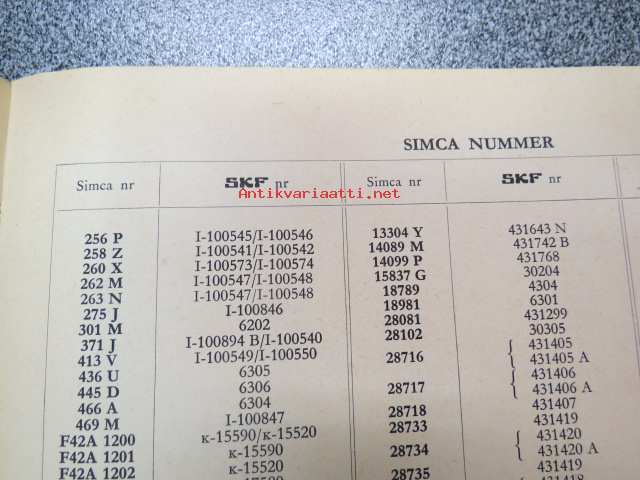 SIMCA NUMMER
Simca nr SKF nr Simca nr SKF nr
Antikvariaatti.net
256 P I-100545/I-100546
258 Z I-100541/I-100542
260 X I-100573/I-100574
262 M I-100547/I-100548
263 N I-100547/I-100548
275 J I-100846
301 M 6202
371 J I-100894 B/I-100540
413 V I-100549/I-100550
436 U 6305
445 D 6306
466 A 6304
469 M I-100847
F42A 1200 K-15590/K-15520
F42A 1201 K-15590
F42A 1202 K-15520
13304 Y 431643 N
14089 M 431742 B
14099 P 431768
15837 G 30204
18789 4304
18981 6301
28081 431299
28102 30305
431405
28716 431405 A
431406
28717 431406 A
28718 431407
28733 431419
431420
28734 431420 A
28735 431419